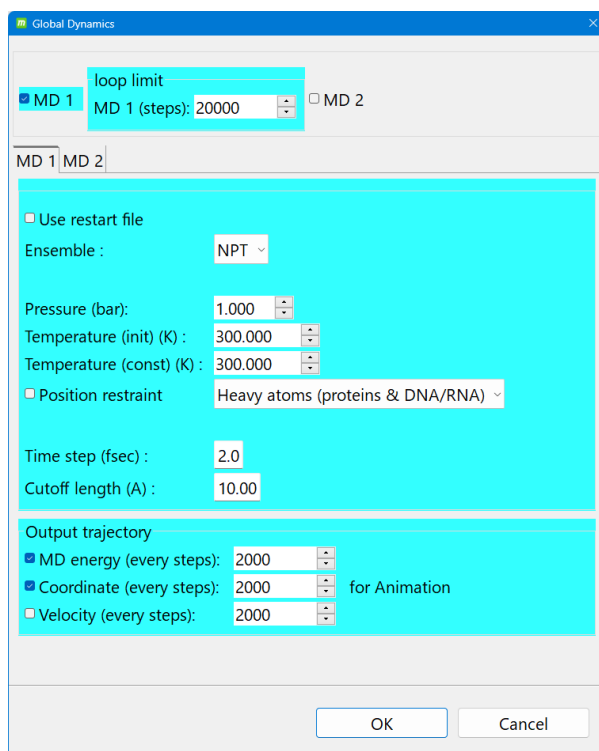 Global Dynamics
loop limit
MD 1
MD 1 (steps): 20000
MD 2
MD 1 MD 2
Use restart file
Ensemble : NPT
Pressure (bar): 1.000
Temperature (init) (K) : 300.000
Temperature (const) (K) : 300.000
Position restraint Heavy atoms (proteins & DNA/RNA)
Time step (fsec) : 2.0
Cutoff length (A) : 10.00
Output trajectory
MD energy (every steps): 2000
Coordinate (every steps): 2000 for Animation
Velocity (every steps): 2000
OK Cancel